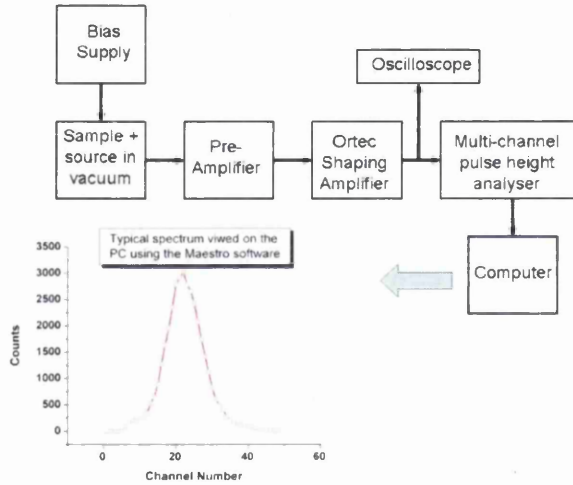 Bias
Supply
Oscilloscope
Sample +
source in
vacuum
Pre-
Amplifier
Ortec
Shaping
Amplifier
Multi-channel
pulse height
analyser
Computer
Typical spectrum viwed on the
PC using the Maestro software
3500
3000
2500
2000
1500
1000
500
0
Counts
0 20 40 60
Channel Number